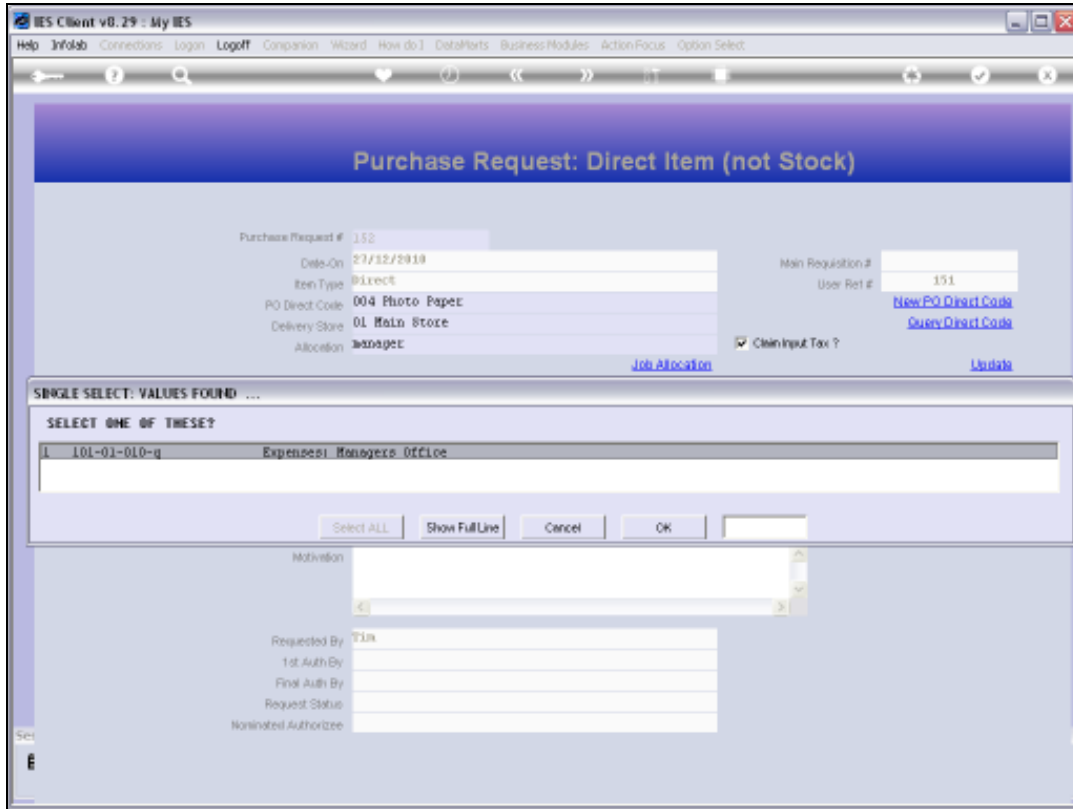 IES Client v8.29 : My IES
Help Infolab Connections Logon Logoff Companion Wizard How do I DataMarts Business Modules Action Focus Option Select
Purchase Request: Direct Item (not Stock)
Purchase Request # 152
Date-On 27/12/2010 Main Requisition #
Item Type Direct User Ref # 151
PO Direct Code 004 Photo Paper New PO Direct Code
Delivery Store 01 Main Store Query Direct Code
Allocation manager Claim Input Tax ?
Job Allocation Update
SINGLE SELECT: VALUES FOUND ...
SELECT ONE OF THESE?
1 101-01-010-q Expenses: Managers Office
Select ALL Show Full Line Cancel OK
Motivation
Requested By Tim
1st Auth By
Final Auth By
Request Status
Nominated Authorizee